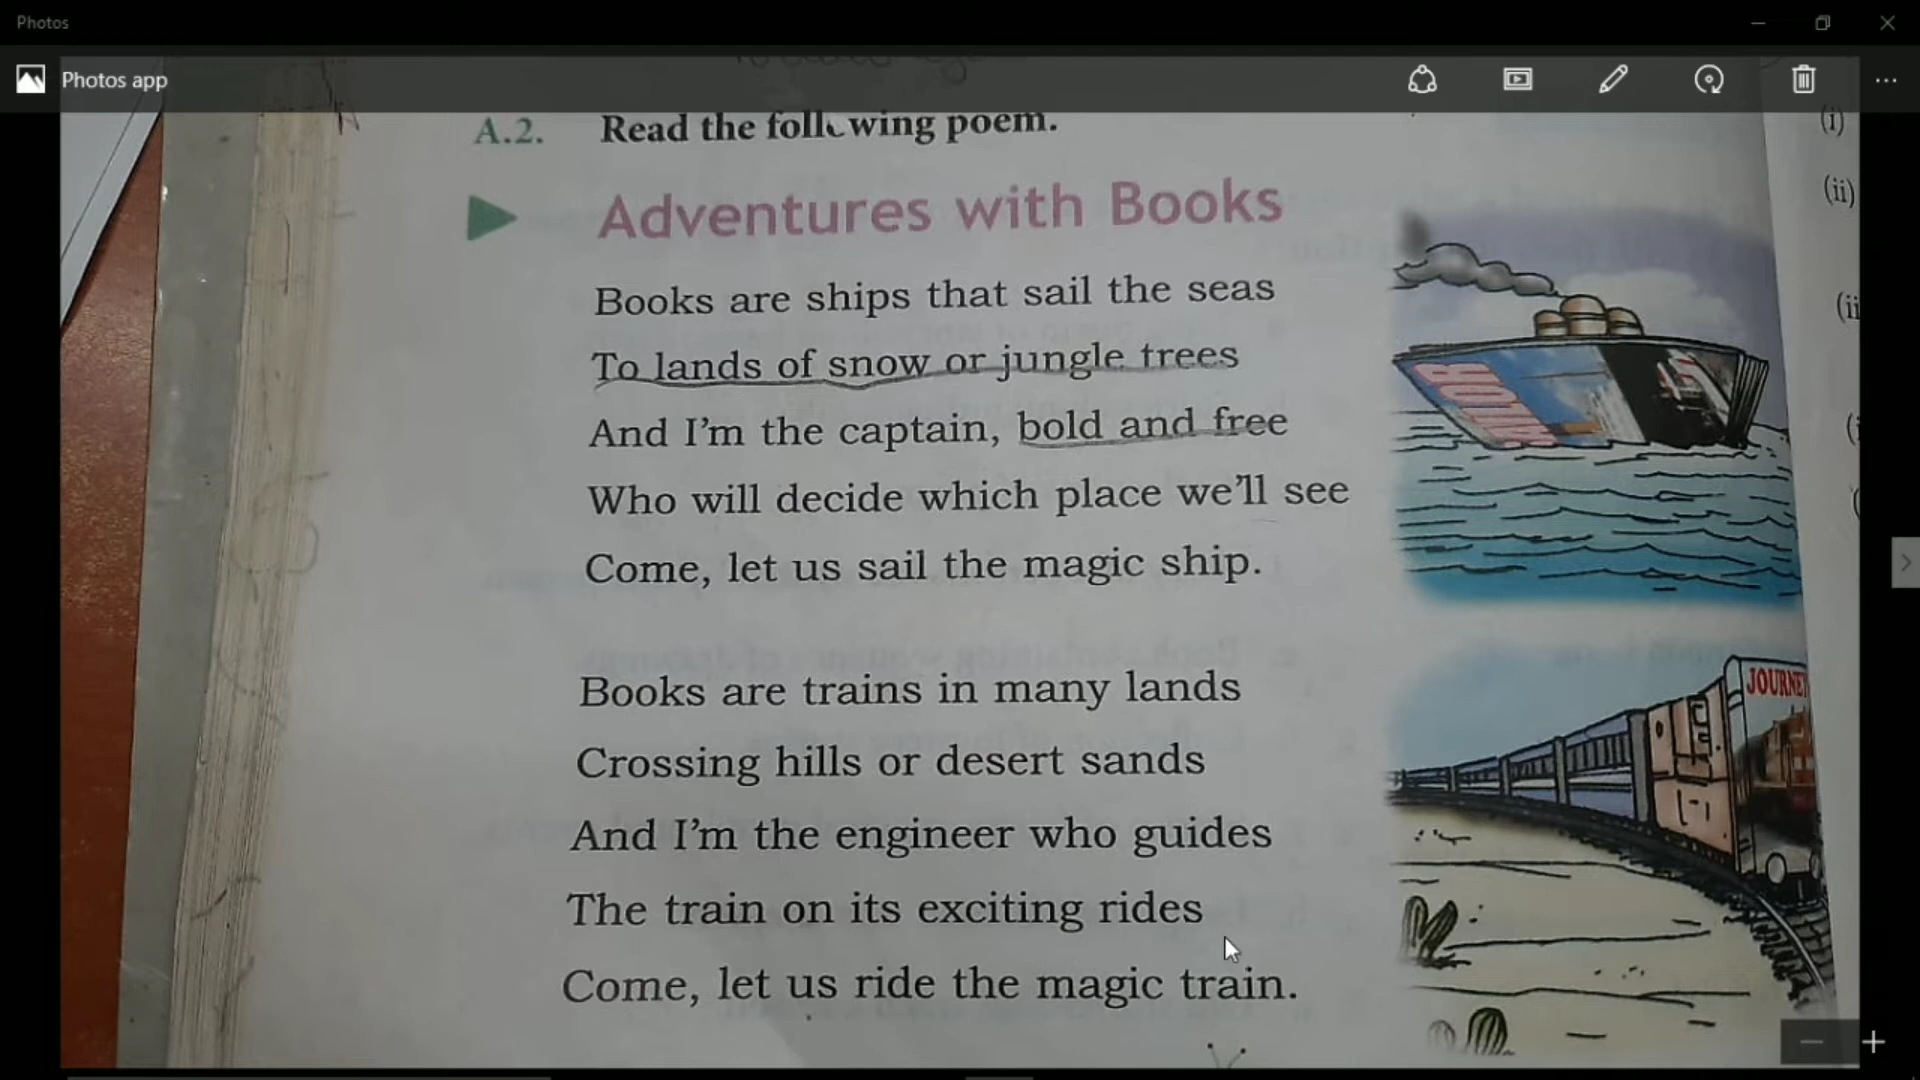 Photos
Photos app
A.2. Read the following poem.
Adventures with Books
Books are ships that sail the seas
To lands of snow or jungle trees
And I'm the captain, bold and free
Who will decide which place we'll see
Come, let us sail the magic ship.
Books are trains in many lands
Crossing hills or desert sands
And I'm the engineer who guides
The train on its exciting rides
Come, let us ride the magic train.
JOURNEY
(i)
(ii)